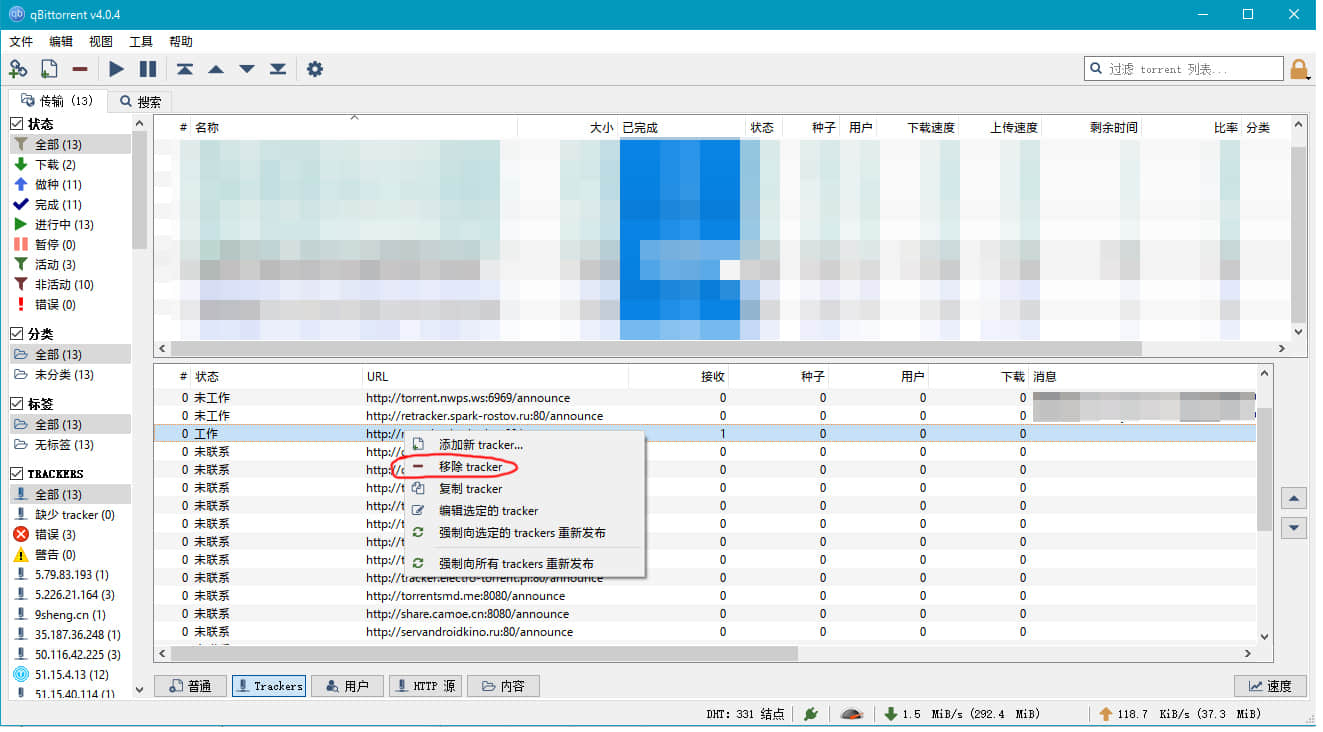 qBittorrent v4.0.4
文件 编辑 视图 工具 帮助
过滤 torrent 列表...
传输 (13) 搜索
状态
全部 (13)
下载 (2)
做种 (11)
完成 (11)
进行中 (13)
暂停 (0)
活动 (3)
非活动 (10)
错误 (0)
分类
全部 (13)
未分类 (13)
标签
全部 (13)
无标签 (13)
TRACKERS
全部 (13)
缺少 tracker (0)
错误 (3)
警告 (0)
5.79.83.193 (1)
5.226.21.164 (3)
9sheng.cn (1)
35.187.36.248 (1)
50.116.42.225 (3)
51.15.4.13 (12)
51.15.40.114 (1)
# 名称 大小 已完成 状态 种子 用户 下载速度 上传速度 剩余时间 比率 分类
# 状态 URL 接收 种子 用户 下载 消息
0 未工作 http://torrent.nwps.ws:6969/announce 0 0 0 0
0 未工作 http://retracker.spark-rostov.ru:80/announce 0 0 0 0
0 工作 http:// 1 0 0 0
0 未联系 http:// 0 0 0 0
0 未联系 http:// 0 0 0 0
0 未联系 http:// 0 0 0 0
0 未联系 http:// 0 0 0 0
0 未联系 http:// 0 0 0 0
0 未联系 http:// 0 0 0 0
0 未联系 http:// 0 0 0 0
0 未联系 http://tracker.electro-torrent.pl:80/announce 0 0 0 0
0 未联系 http://torrentsmd.me:8080/announce 0 0 0 0
0 未联系 http://share.camoe.cn:8080/announce 0 0 0 0
0 未联系 http://servandroidkino.ru:80/announce 0 0 0 0
添加新 tracker...
移除 tracker
复制 tracker
编辑选定的 tracker
强制向选定的 trackers 重新发布
强制向所有 trackers 重新发布
普通 Trackers 用户 HTTP 源 内容 速度
DHT: 331 结点 1.5 MiB/s (292.4 MiB) 118.7 KiB/s (37.3 MiB)